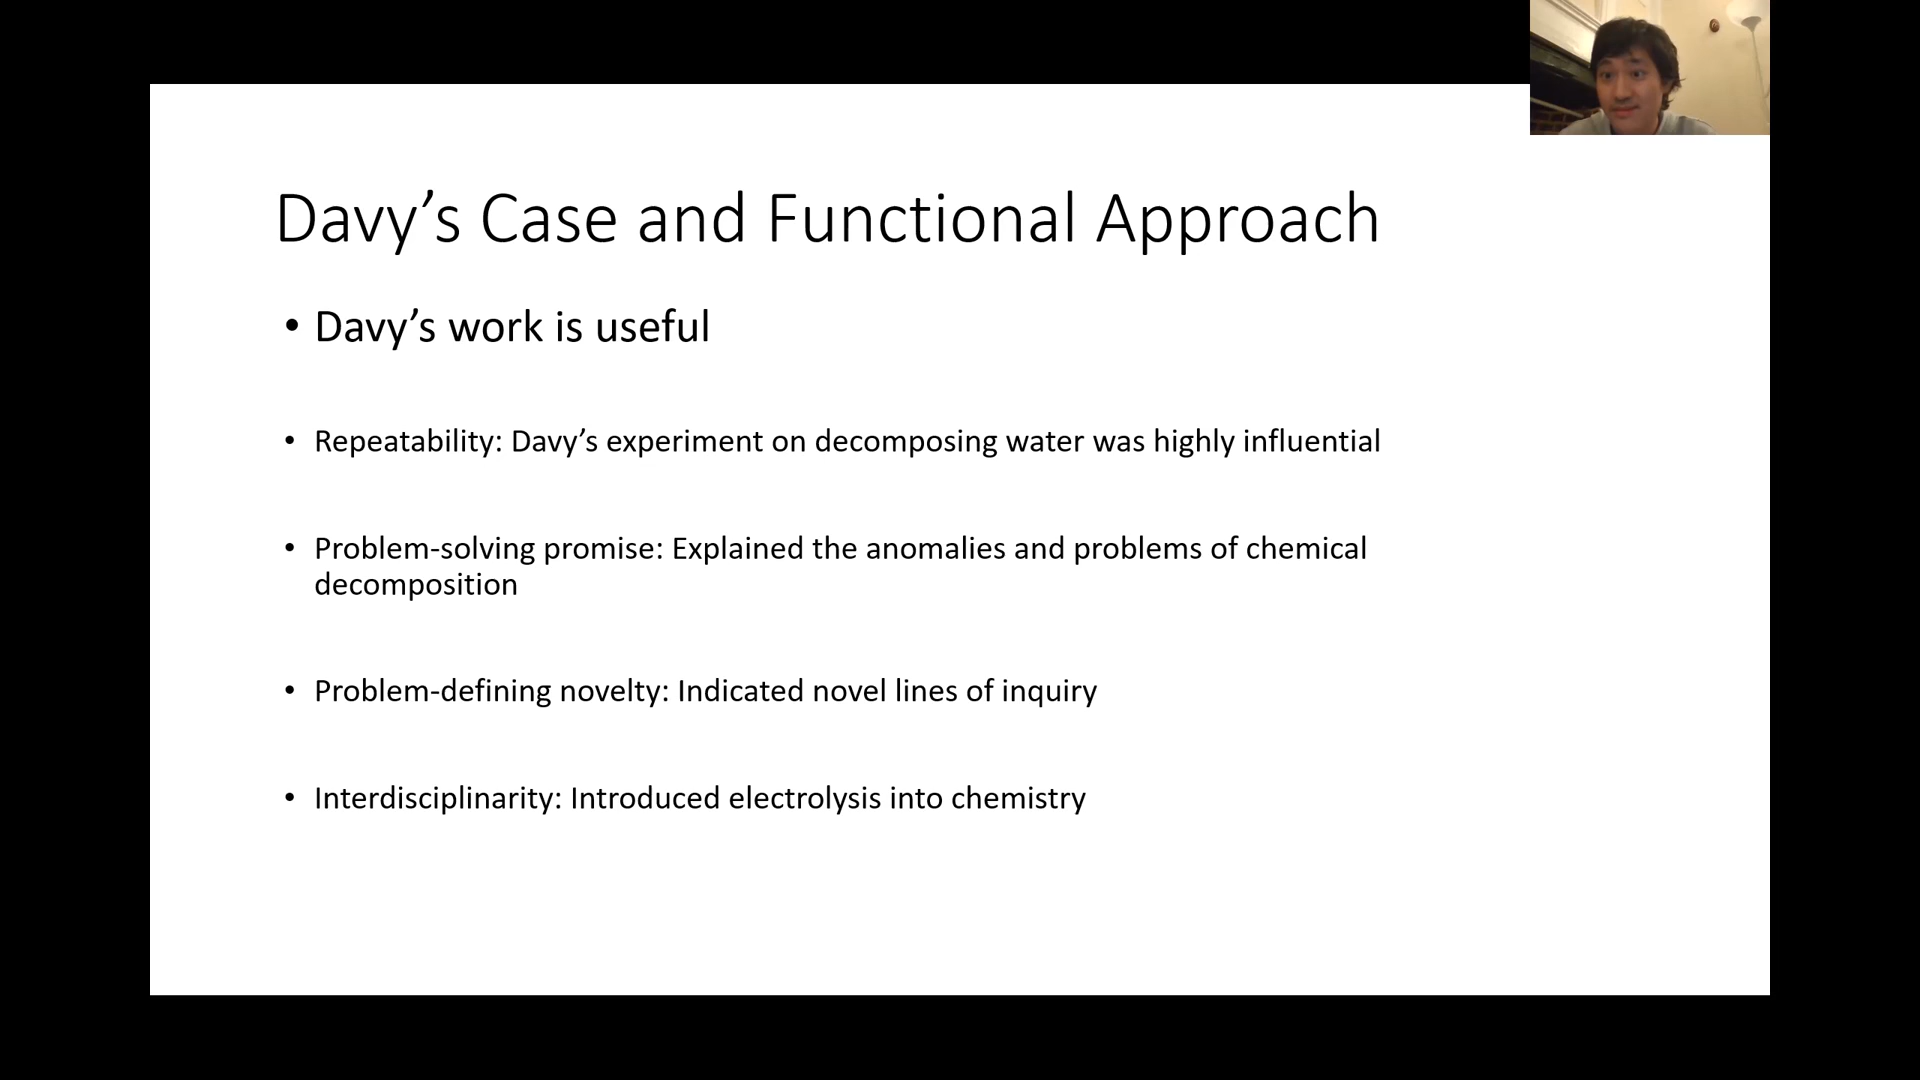 Davy’s Case and Functional Approach
• Davy’s work is useful
• Repeatability: Davy’s experiment on decomposing water was highly influential
• Problem-solving promise: Explained the anomalies and problems of chemical
decomposition
• Problem-defining novelty: Indicated novel lines of inquiry
• Interdisciplinarity: Introduced electrolysis into chemistry